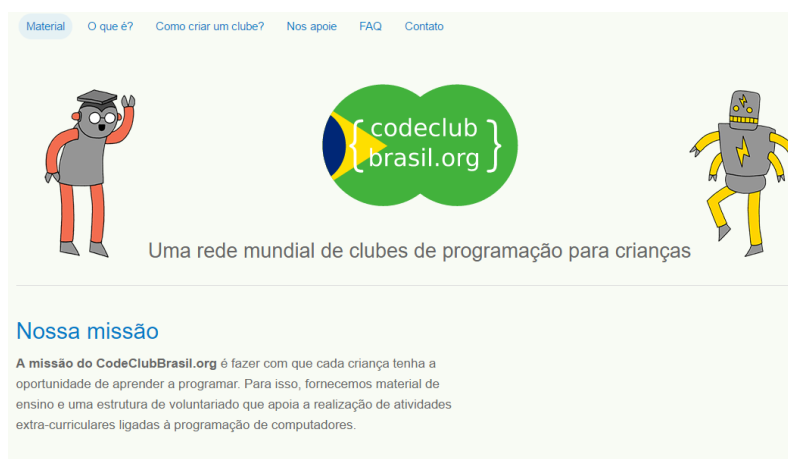 Material O que é? Como criar um clube? Nos apoie FAQ Contato
{codeclub
brasil.org}
Uma rede mundial de clubes de programação para crianças
Nossa missão
A missão do CodeClubBrasil.org é fazer com que cada criança tenha a
oportunidade de aprender a programar. Para isso, fornecemos material de
ensino e uma estrutura de voluntariado que apoia a realização de atividades
extra-curriculares ligadas à programação de computadores.